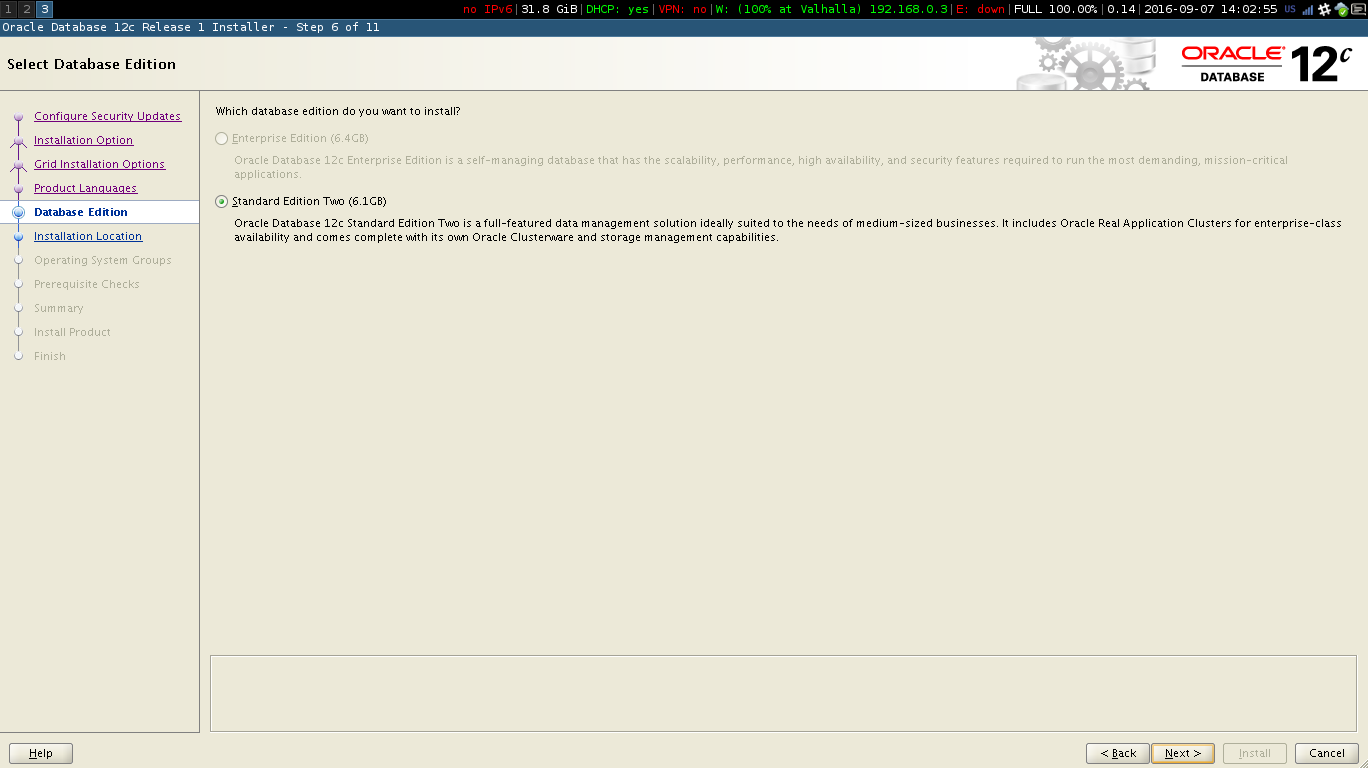 1 2 3 no IPv6|31.8 GiB|DHCP: yes|VPN: no|W: (100% at Valhalla) 192.168.0.3|E: down|FULL 100.00%|0.14|2016-09-07 14:02:55 US
Oracle Database 12c Release 1 Installer - Step 6 of 11
Select Database Edition
ORACLE®
DATABASE
12c
Configure Security Updates
Installation Option
Grid Installation Options
Product Languages
Database Edition
Installation Location
Operating System Groups
Prerequisite Checks
Summary
Install Product
Finish
Which database edition do you want to install?
Enterprise Edition (6.4GB)
Oracle Database 12c Enterprise Edition is a self-managing database that has the scalability, performance, high availability, and security features required to run the most demanding, mission-critical
applications.
Standard Edition Two (6.1GB)
Oracle Database 12c Standard Edition Two is a full-featured data management solution ideally suited to the needs of medium-sized businesses. It includes Oracle Real Application Clusters for enterprise-class
availability and comes complete with its own Oracle Clusterware and storage management capabilities.
Help
< Back
Next >
Install
Cancel